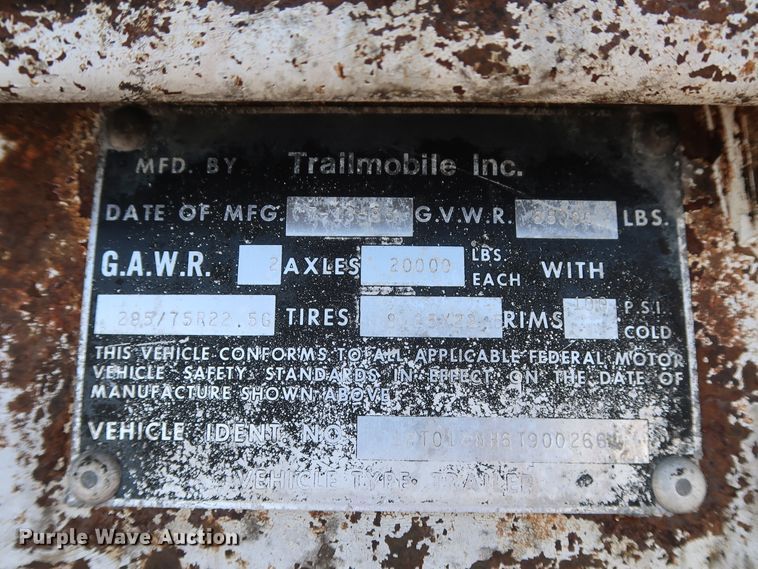 MFD. BY Trailmobile Inc.
DATE OF MFG. G.V.W.R. LBS.
G.A.W.R. 2 AXLES 20000 LBS. EACH WITH
285/75R22.5G TIRES RIMS P.S.I. COLD
THIS VEHICLE CONFORMS TO ALL APPLICABLE FEDERAL MOTOR
VEHICLE SAFETY STANDARDS IN EFFECT ON THE DATE OF
MANUFACTURE SHOWN ABOVE
VEHICLE IDENT. NO.
VEHICLE TYPE: TRAILER
Purple Wave Auction